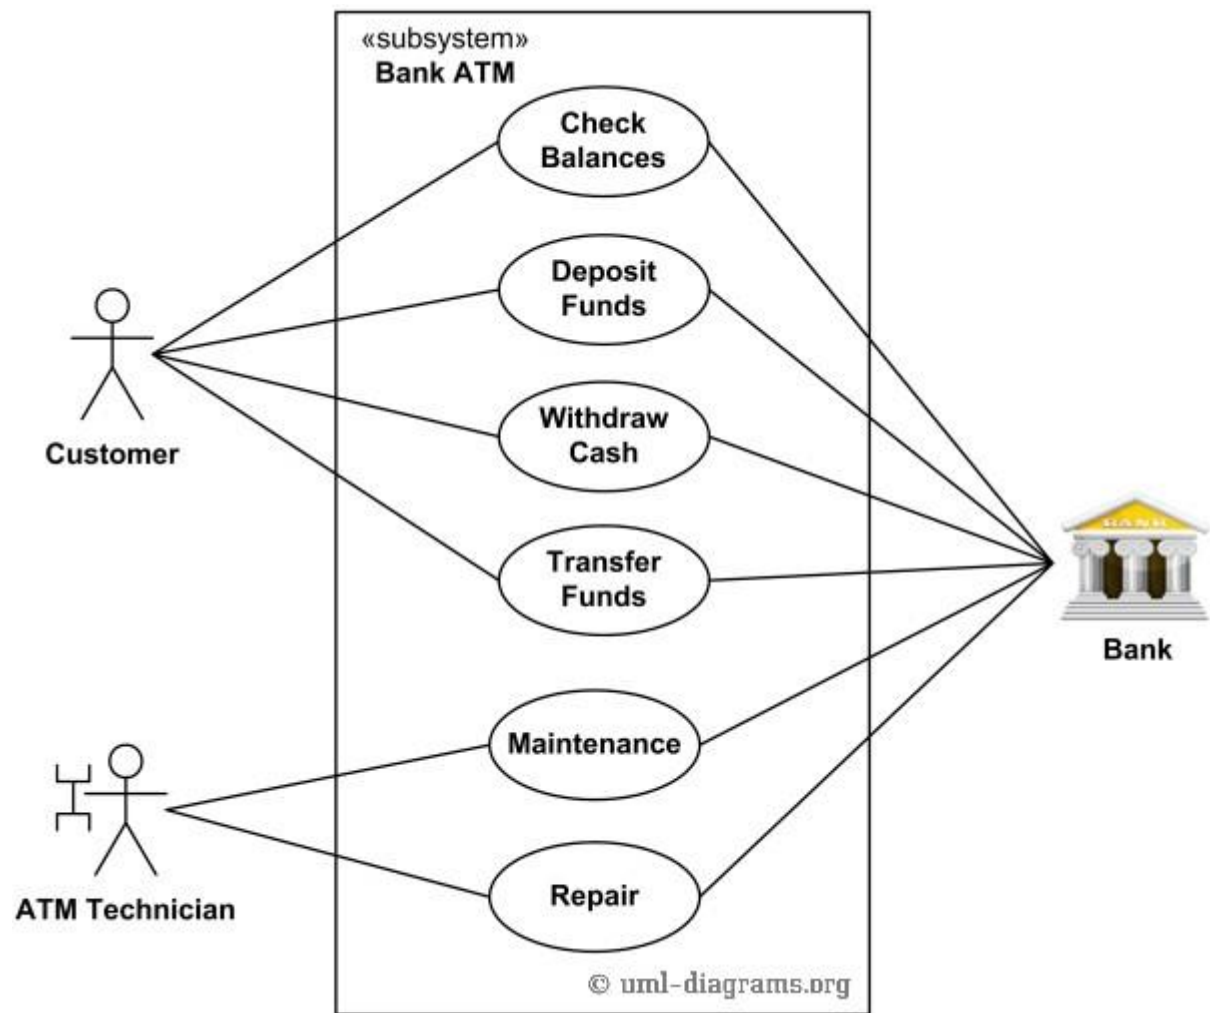 «subsystem»
Bank ATM
Check
Balances
Deposit
Funds
Customer
Withdraw
Cash
BANK
Transfer
Funds
Bank
Maintenance
ATM Technician
Repair
© uml-diagrams.org